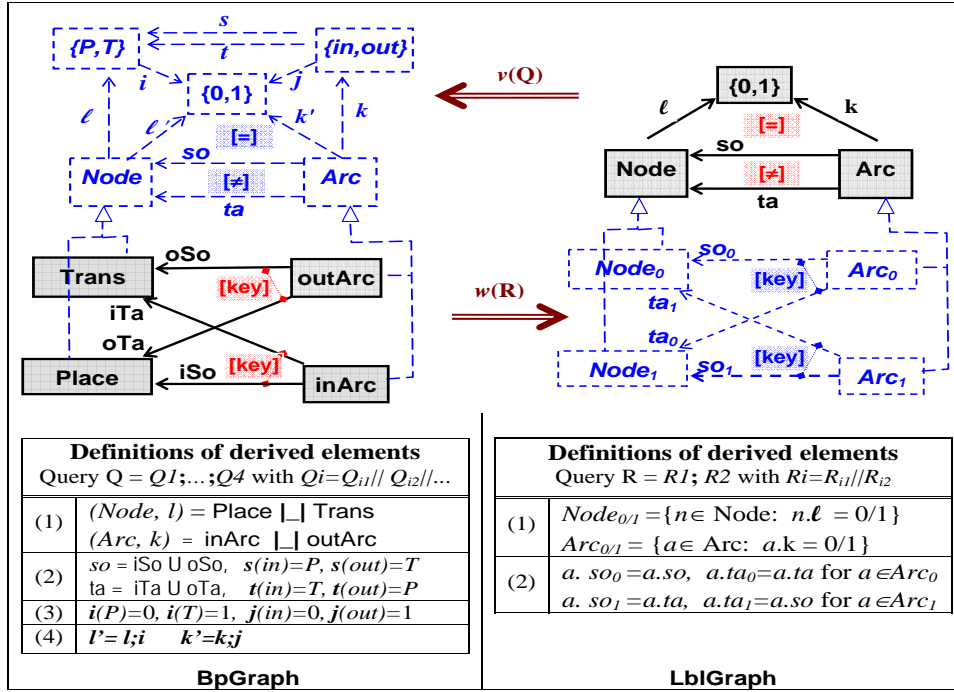 s
t
{P,T}
{in,out}
i
j
{0,1}
ℓ
ℓ'
k'
k
[=]
so
Node
[≠]
Arc
ta
oSo
Trans
outArc
[key]
iTa
oTa
[key]
Place
iSo
inArc
v(Q)
w(R)
{0,1}
ℓ
k
[=]
so
Node
[≠]
Arc
ta
so₀
Node₀
[key]
Arc₀
ta₁
ta₀
[key]
Node₁
so₁
Arc₁
Definitions of derived elements
Query Q = Q1;...;Q4 with Qi=Qi1// Qi2//...
(1)
(Node, l) = Place |_| Trans
(Arc, k) = inArc |_| outArc
(2)
so = iSo U oSo, s(in)=P, s(out)=T
ta = iTa U oTa, t(in)=T, t(out)=P
(3) i(P)=0, i(T)=1, j(in)=0, j(out)=1
(4) l'= l;i k'=k;j
BpGraph
Definitions of derived elements
Query R = R1; R2 with Ri=Ri1//Ri2
(1)
Node0/1 ={n∈ Node: n.ℓ = 0/1}
Arc0/1 = {a∈ Arc: a.k = 0/1}
(2)
a. so₀=a.so, a.ta₀=a.ta for a ∈Arc₀
a. so₁=a.ta, a.ta₁=a.so for a ∈Arc₁
LblGraph